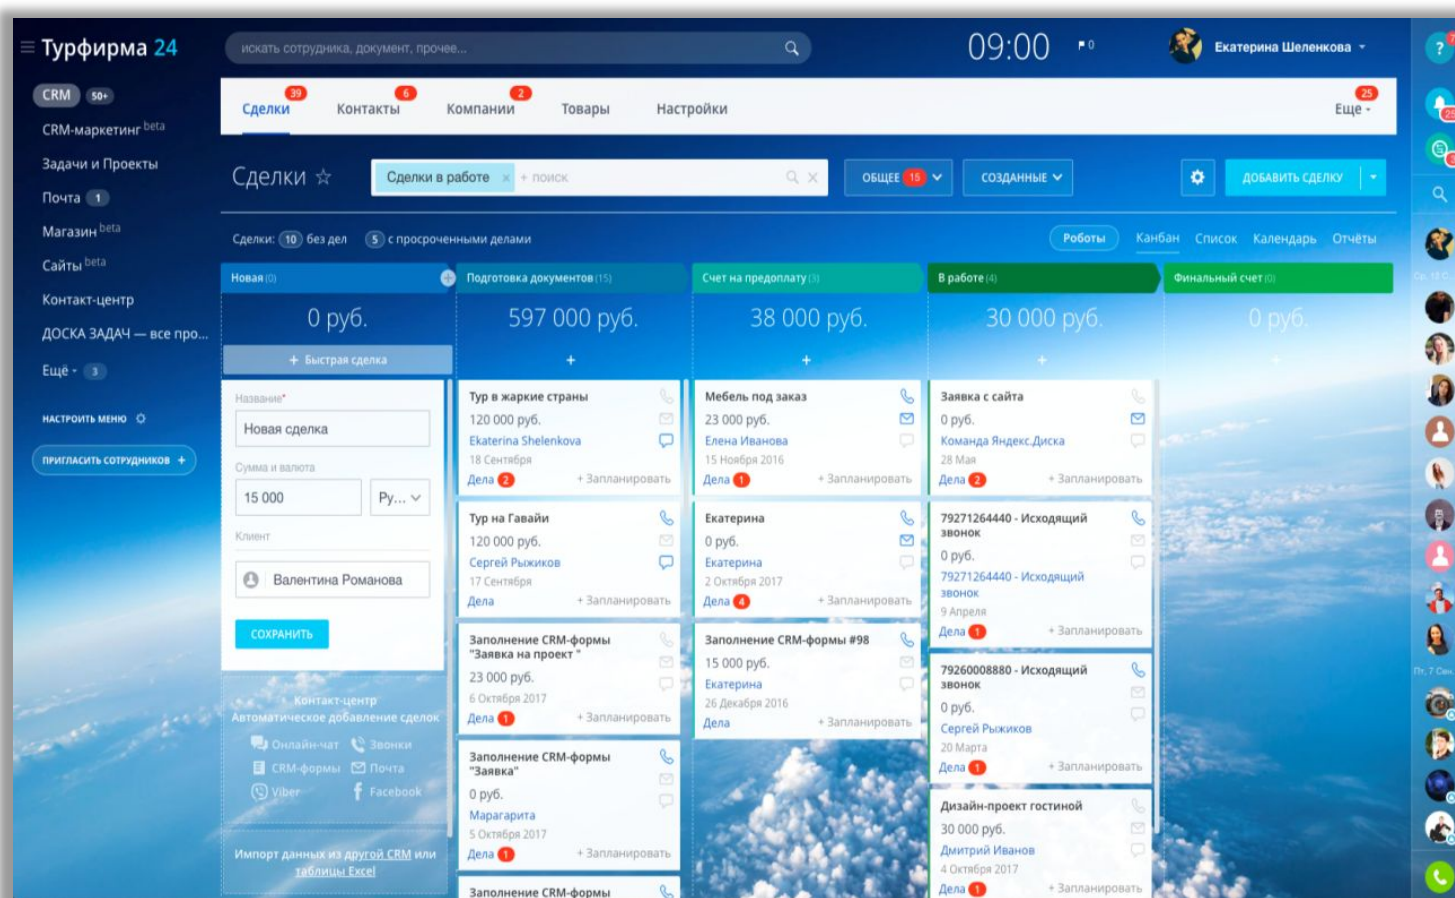 Турфирма 24
искать сотрудника, документ, прочее...
09:00
0
Екатерина Шеленкова
CRM 50+
CRM-маркетинг beta
Задачи и Проекты
Почта 1
Магазин beta
Сайты beta
Контакт-центр
ДОСКА ЗАДАЧ — все про...
Ещё 3
НАСТРОИТЬ МЕНЮ
ПРИГЛАСИТЬ СОТРУДНИКОВ +
Сделки 39
Контакты 6
Компании 2
Товары
Настройки
Еще 25
Сделки
Сделки в работе × + поиск
ОБЩЕЕ 15
СОЗДАННЫЕ
ДОБАВИТЬ СДЕЛКУ
Сделки: 10 без дел 5 с просроченными делами
Роботы Канбан Список Календарь Отчёты
Новая (0)
0 руб.
+ Быстрая сделка
Название*
Новая сделка
Сумма и валюта
15 000 Ру...
Клиент
Валентина Романова
СОХРАНИТЬ
Контакт-центр
Автоматическое добавление сделок
Онлайн-чат Звонки
CRM-формы Почта
Viber Facebook
Импорт данных из другой CRM или
таблицы Excel
Подготовка документов (15)
597 000 руб.
+
Тур в жаркие страны
120 000 руб.
Ekaterina Shelenkova
18 Сентября
Дела 2 + Запланировать
Тур на Гавайи
120 000 руб.
Сергей Рыжиков
17 Сентября
Дела + Запланировать
Заполнение CRM-формы
"Заявка на проект "
23 000 руб.
6 Октября 2017
Дела 1 + Запланировать
Заполнение CRM-формы
"Заявка"
0 руб.
Марагарита
5 Октября 2017
Дела 1 + Запланировать
Заполнение CRM-формы
Счет на предоплату (3)
38 000 руб.
+
Мебель под заказ
23 000 руб.
Елена Иванова
15 Ноября 2016
Дела 1 + Запланировать
Екатерина
0 руб.
Екатерина
2 Октября 2017
Дела 4 + Запланировать
Заполнение CRM-формы #98
15 000 руб.
Екатерина
26 Декабря 2016
Дела + Запланировать
В работе (4)
30 000 руб.
+
Заявка с сайта
0 руб.
Команда Яндекс.Диска
28 Мая
Дела 2 + Запланировать
79271264440 - Исходящий
звонок
0 руб.
79271264440 - Исходящий
звонок
9 Апреля
Дела 1 + Запланировать
79260008880 - Исходящий
звонок
0 руб.
Сергей Рыжиков
20 Марта
Дела 1 + Запланировать
Дизайн-проект гостиной
30 000 руб.
Дмитрий Иванов
4 Октября 2017
Дела 1 + Запланировать
Финальный счет (0)
0 руб.
+
?
25
Пт, 7 Сен.